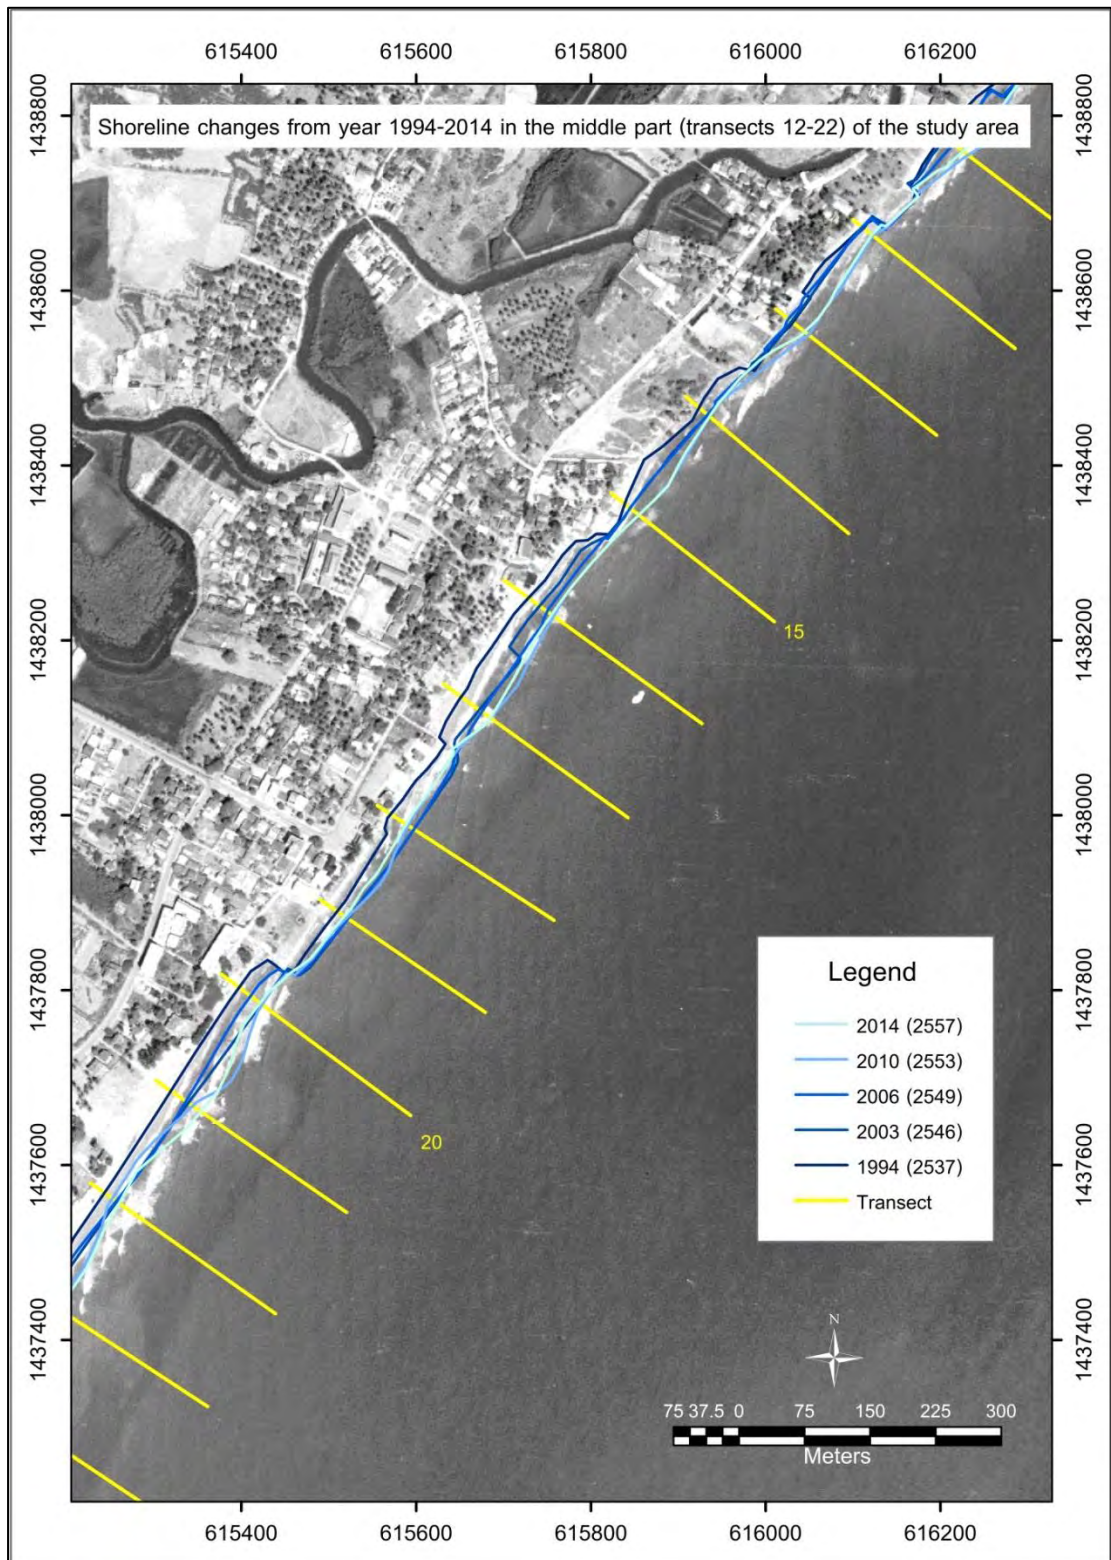 615400 615600 615800 616000 616200
Shoreline changes from year 1994-2014 in the middle part (transects 12-22) of the study area
1438800 1438800
1438600 1438600
1438400 1438400
15
1438200 1438200
1438000 1438000
1437800 1437800
Legend
2014 (2557)
2010 (2553)
2006 (2549)
2003 (2546)
1994 (2537)
Transect
20
1437600 1437600
1437400 1437400
N
75 37.5 0 75 150 225 300
Meters
615400 615600 615800 616000 616200